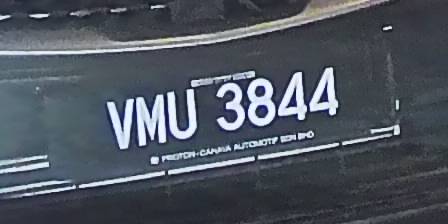 VMU 3844
PROTON - CAHAYA AUTOMOTIF SDN BHD